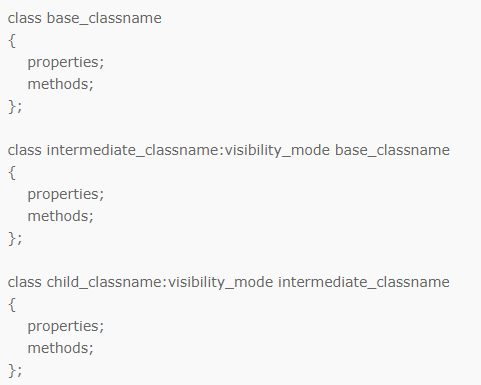 class base_classname
{
properties;
methods;
};
class intermediate_classname:visibility_mode base_classname
{
properties;
methods;
};
class child_classname:visibility_mode intermediate_classname
{
properties;
methods;
};